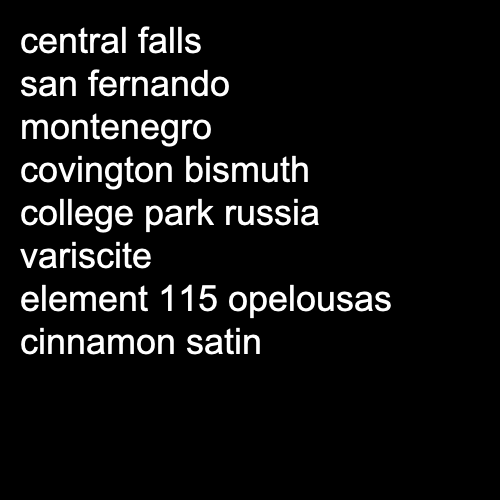 central falls
san fernando
montenegro
covington bismuth
college park russia
variscite
element 115 opelousas
cinnamon satin